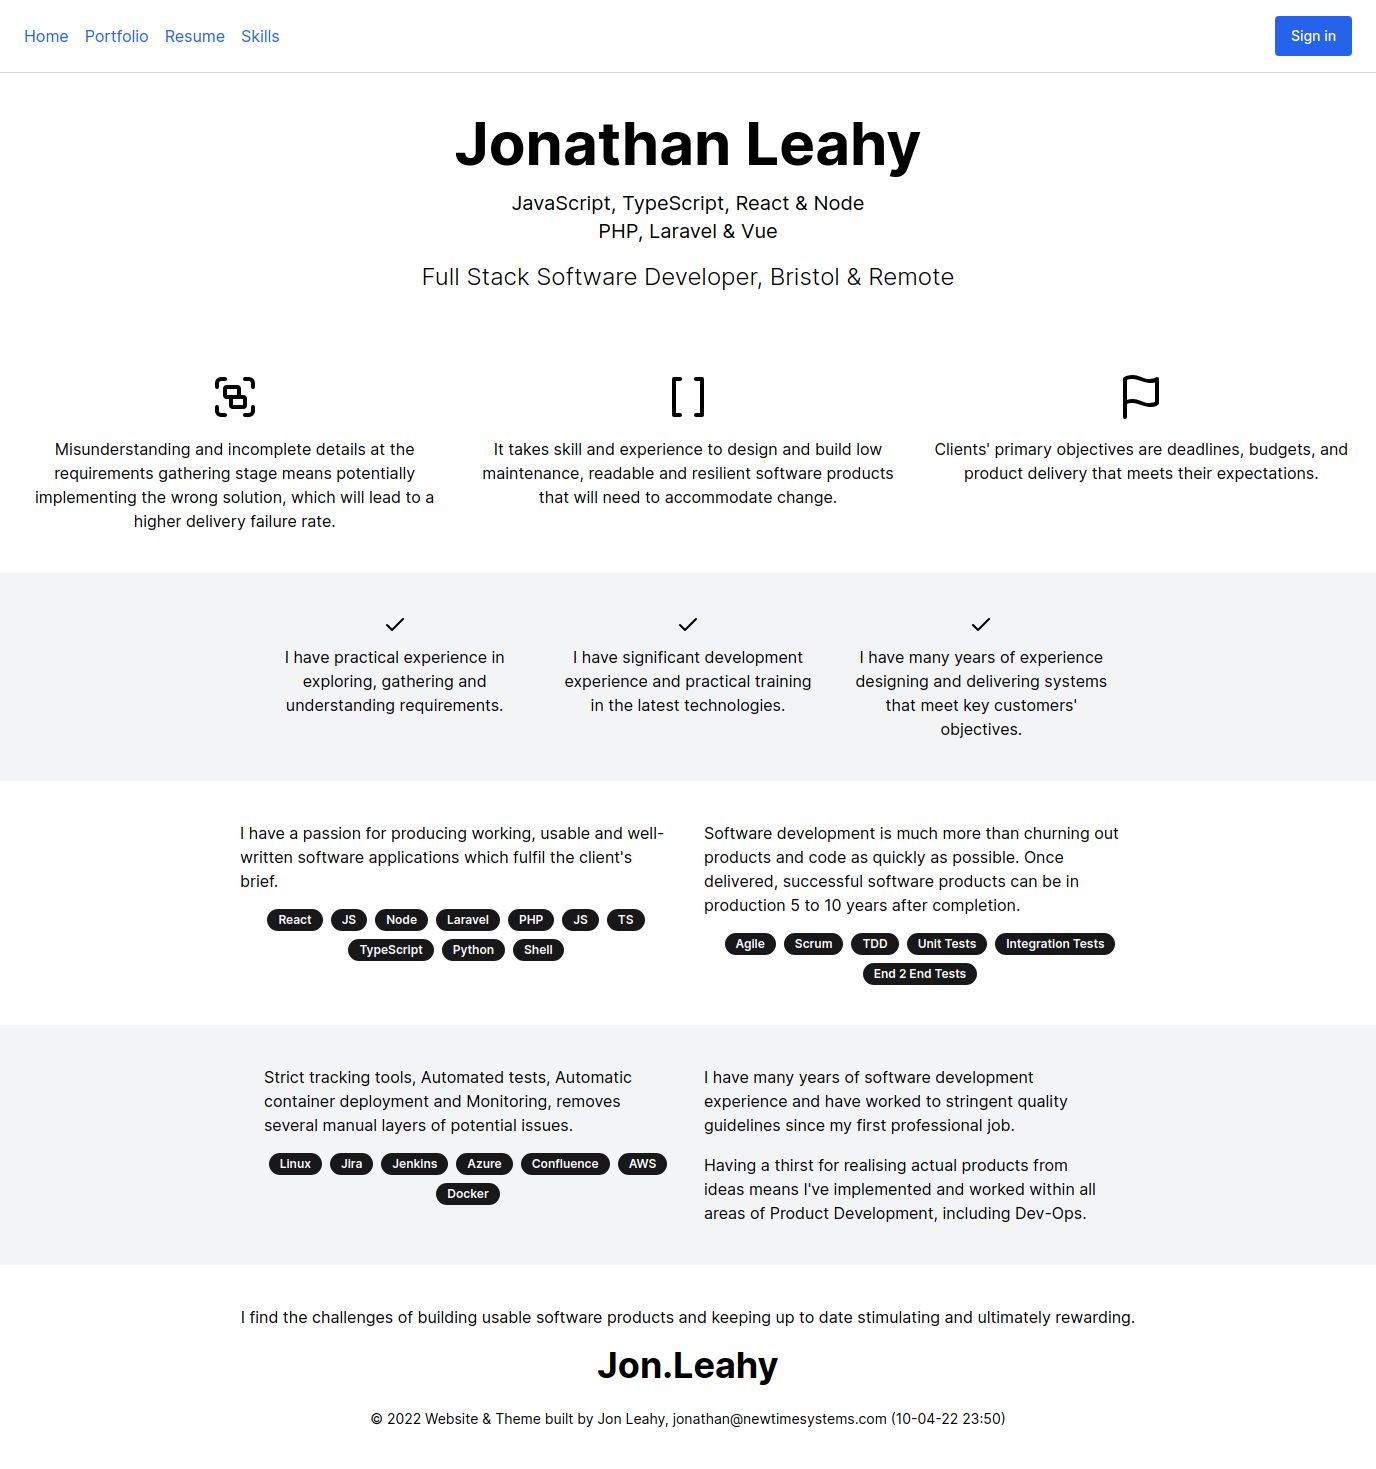 Home Portfolio Resume Skills Sign in
Jonathan Leahy
JavaScript, TypeScript, React & Node
PHP, Laravel & Vue
Full Stack Software Developer, Bristol & Remote
Misunderstanding and incomplete details at the
requirements gathering stage means potentially
implementing the wrong solution, which will lead to a
higher delivery failure rate.
It takes skill and experience to design and build low
maintenance, readable and resilient software products
that will need to accommodate change.
Clients' primary objectives are deadlines, budgets, and
product delivery that meets their expectations.
I have practical experience in
exploring, gathering and
understanding requirements.
I have significant development
experience and practical training
in the latest technologies.
I have many years of experience
designing and delivering systems
that meet key customers'
objectives.
I have a passion for producing working, usable and well-
written software applications which fulfil the client's
brief.
React JS Node Laravel PHP JS TS
TypeScript Python Shell
Software development is much more than churning out
products and code as quickly as possible. Once
delivered, successful software products can be in
production 5 to 10 years after completion.
Agile Scrum TDD Unit Tests Integration Tests
End 2 End Tests
Strict tracking tools, Automated tests, Automatic
container deployment and Monitoring, removes
several manual layers of potential issues.
Linux Jira Jenkins Azure Confluence AWS
Docker
I have many years of software development
experience and have worked to stringent quality
guidelines since my first professional job.
Having a thirst for realising actual products from
ideas means I've implemented and worked within all
areas of Product Development, including Dev-Ops.
I find the challenges of building usable software products and keeping up to date stimulating and ultimately rewarding.
Jon.Leahy
© 2022 Website & Theme built by Jon Leahy, jonathan@newtimesystems.com (10-04-22 23:50)